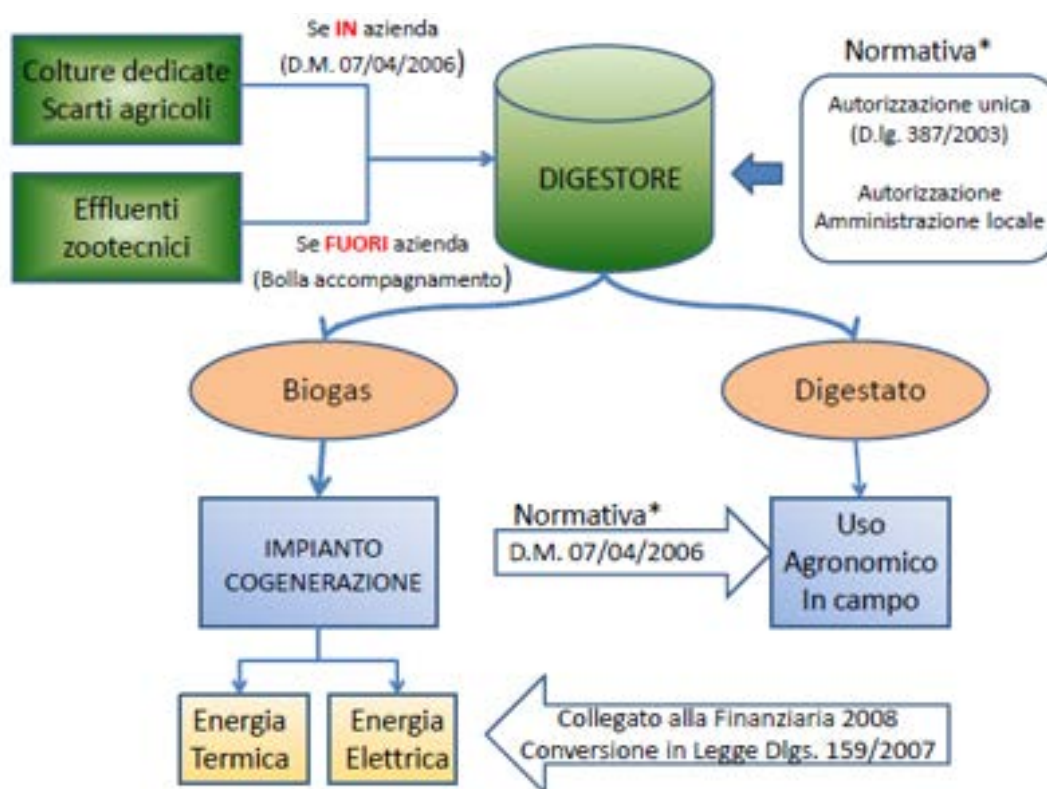 Se IN azienda
(D.M. 07/04/2006)
Colture dedicate
Scarti agricoli
Effluenti
zootecnici
Se FUORI azienda
(Bolla accompagnamento)
DIGESTORE
Normativa*
Autorizzazione unica
(D.lg. 387/2003)
Autorizzazione
Amministrazione locale
Biogas
Digestato
IMPIANTO
COGENERAZIONE
Normativa*
D.M. 07/04/2006
Uso
Agronomico
In campo
Energia
Termica
Energia
Elettrica
Collegato alla Finanziaria 2008
Conversione in Legge Dlgs. 159/2007